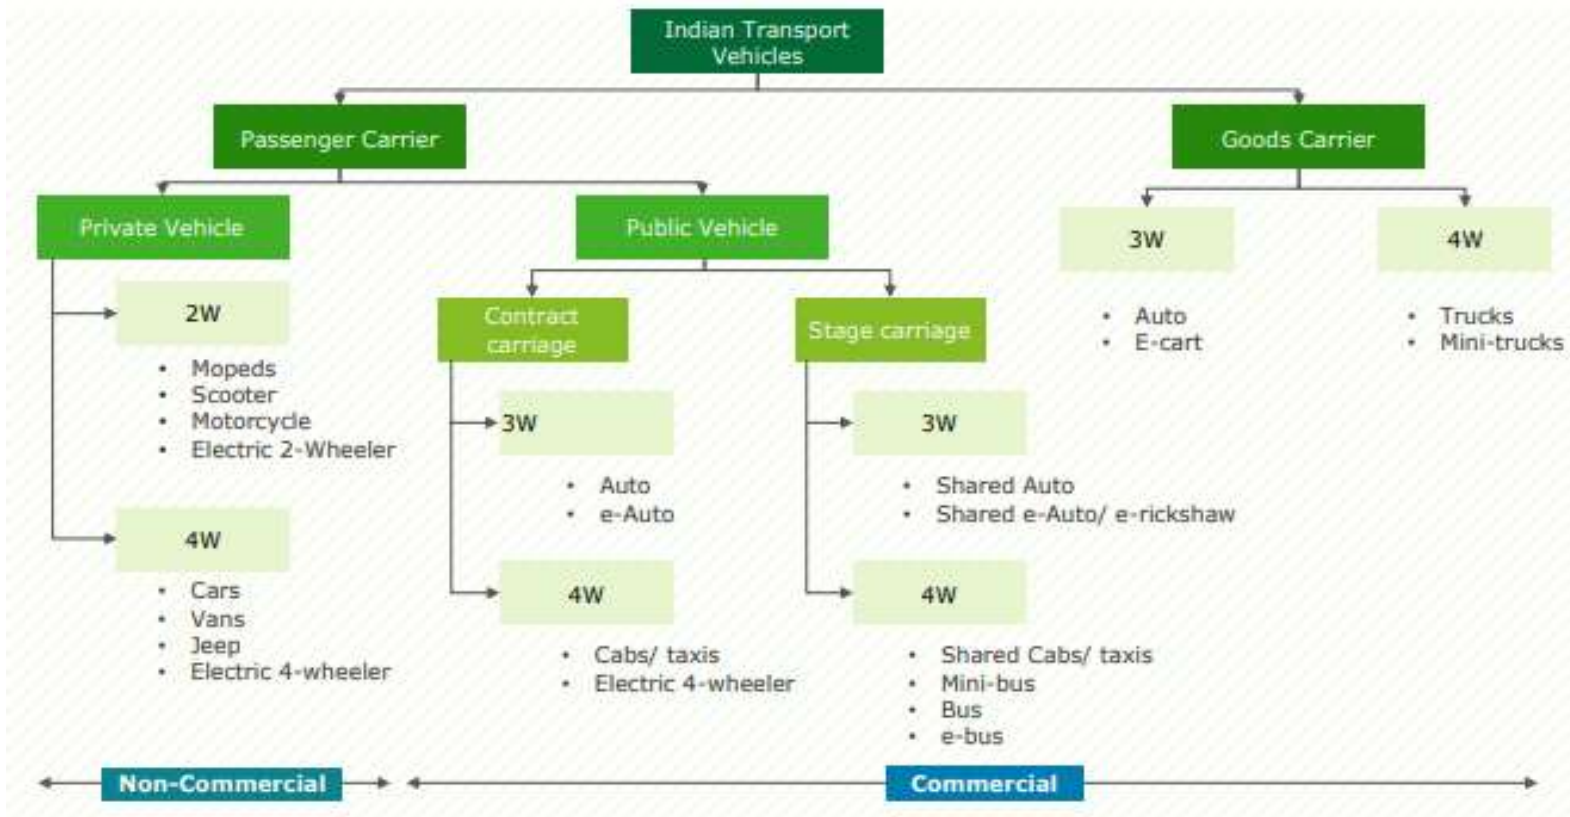 Indian Transport
Vehicles
Passenger Carrier
Goods Carrier
Private Vehicle
Public Vehicle
3W
4W
• Auto
• E-cart
• Trucks
• Mini-trucks
2W
• Mopeds
• Scooter
• Motorcycle
• Electric 2-Wheeler
4W
• Cars
• Vans
• Jeep
• Electric 4-wheeler
Contract
carriage
3W
• Auto
• e-Auto
4W
• Cabs/ taxis
• Electric 4-wheeler
Stage carriage
3W
• Shared Auto
• Shared e-Auto/ e-rickshaw
4W
• Shared Cabs/ taxis
• Mini-bus
• Bus
• e-bus
Non-Commercial
Commercial